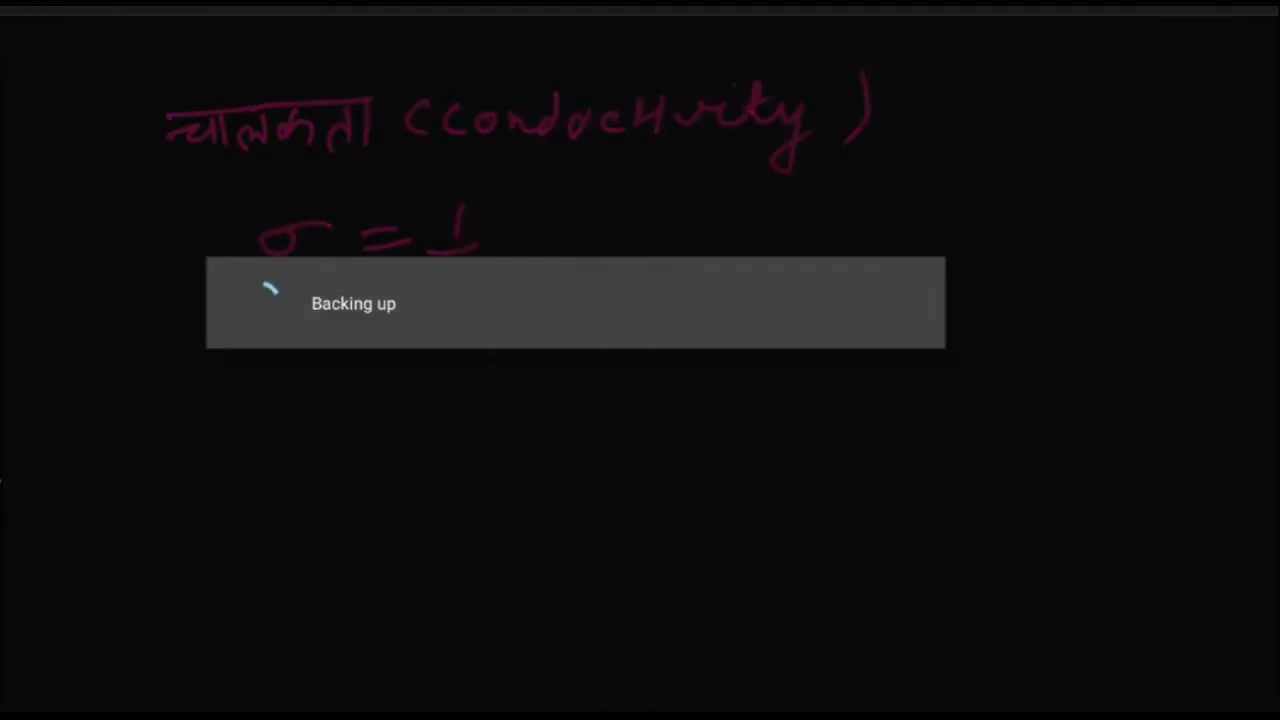 चालकता (Conductivity)
σ = 1
Backing up